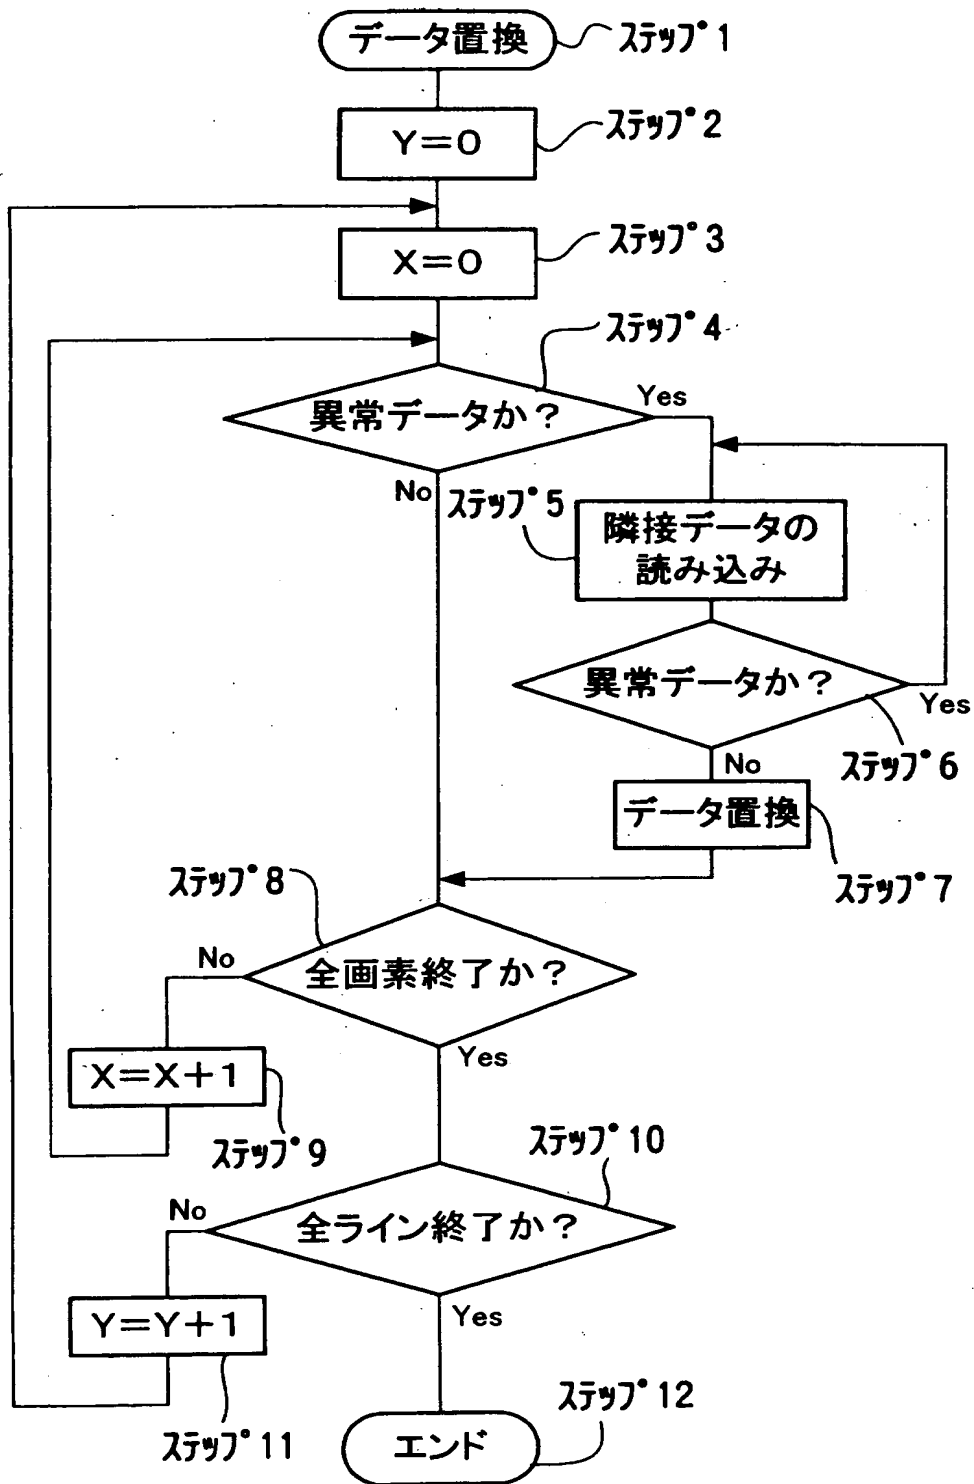 データ置換
ステップ1
Y=0
ステップ2
X=0
ステップ3
ステップ4
異常データか?
Yes
No
ステップ5
隣接データの
読み込み
異常データか?
Yes
ステップ6
No
データ置換
ステップ7
ステップ8
全画素終了か?
No
Yes
X=X+1
ステップ9
ステップ10
全ライン終了か?
No
Yes
Y=Y+1
ステップ11
ステップ12
エンド